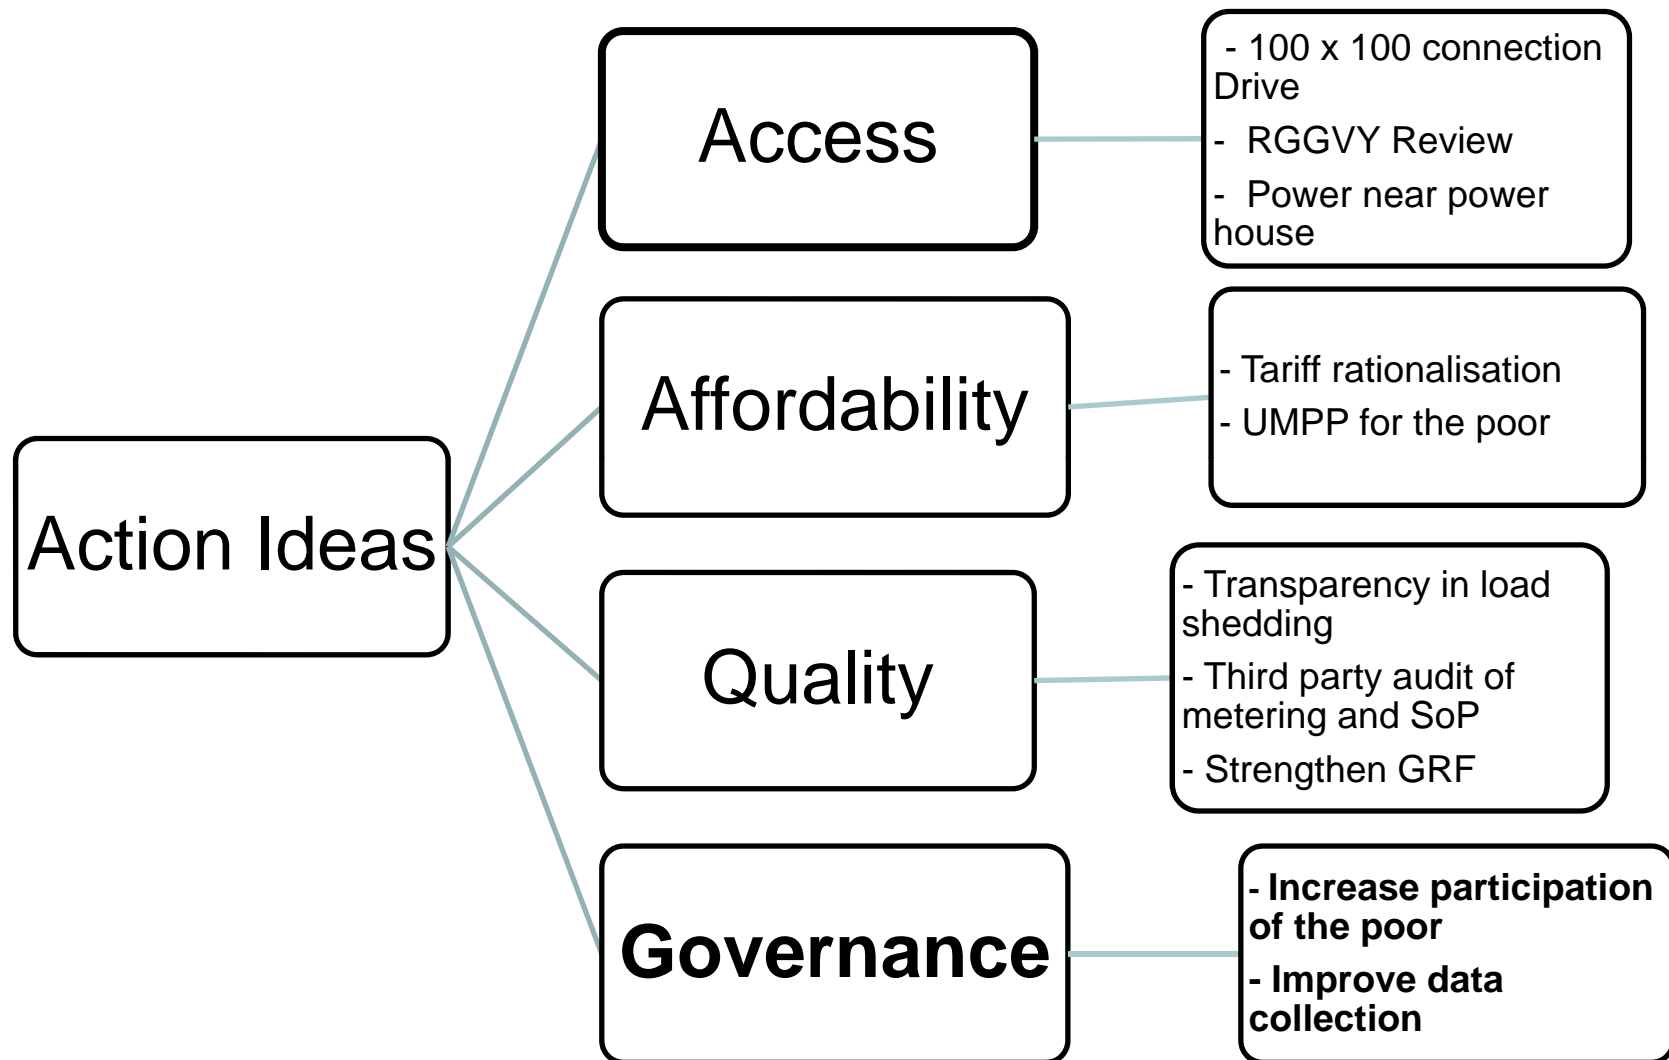 Action Ideas
Access
- 100 x 100 connection
Drive
- RGGVY Review
- Power near power
house
Affordability
- Tariff rationalisation
- UMPP for the poor
Quality
- Transparency in load
shedding
- Third party audit of
metering and SoP
- Strengthen GRF
Governance
- Increase participation
of the poor
- Improve data
collection